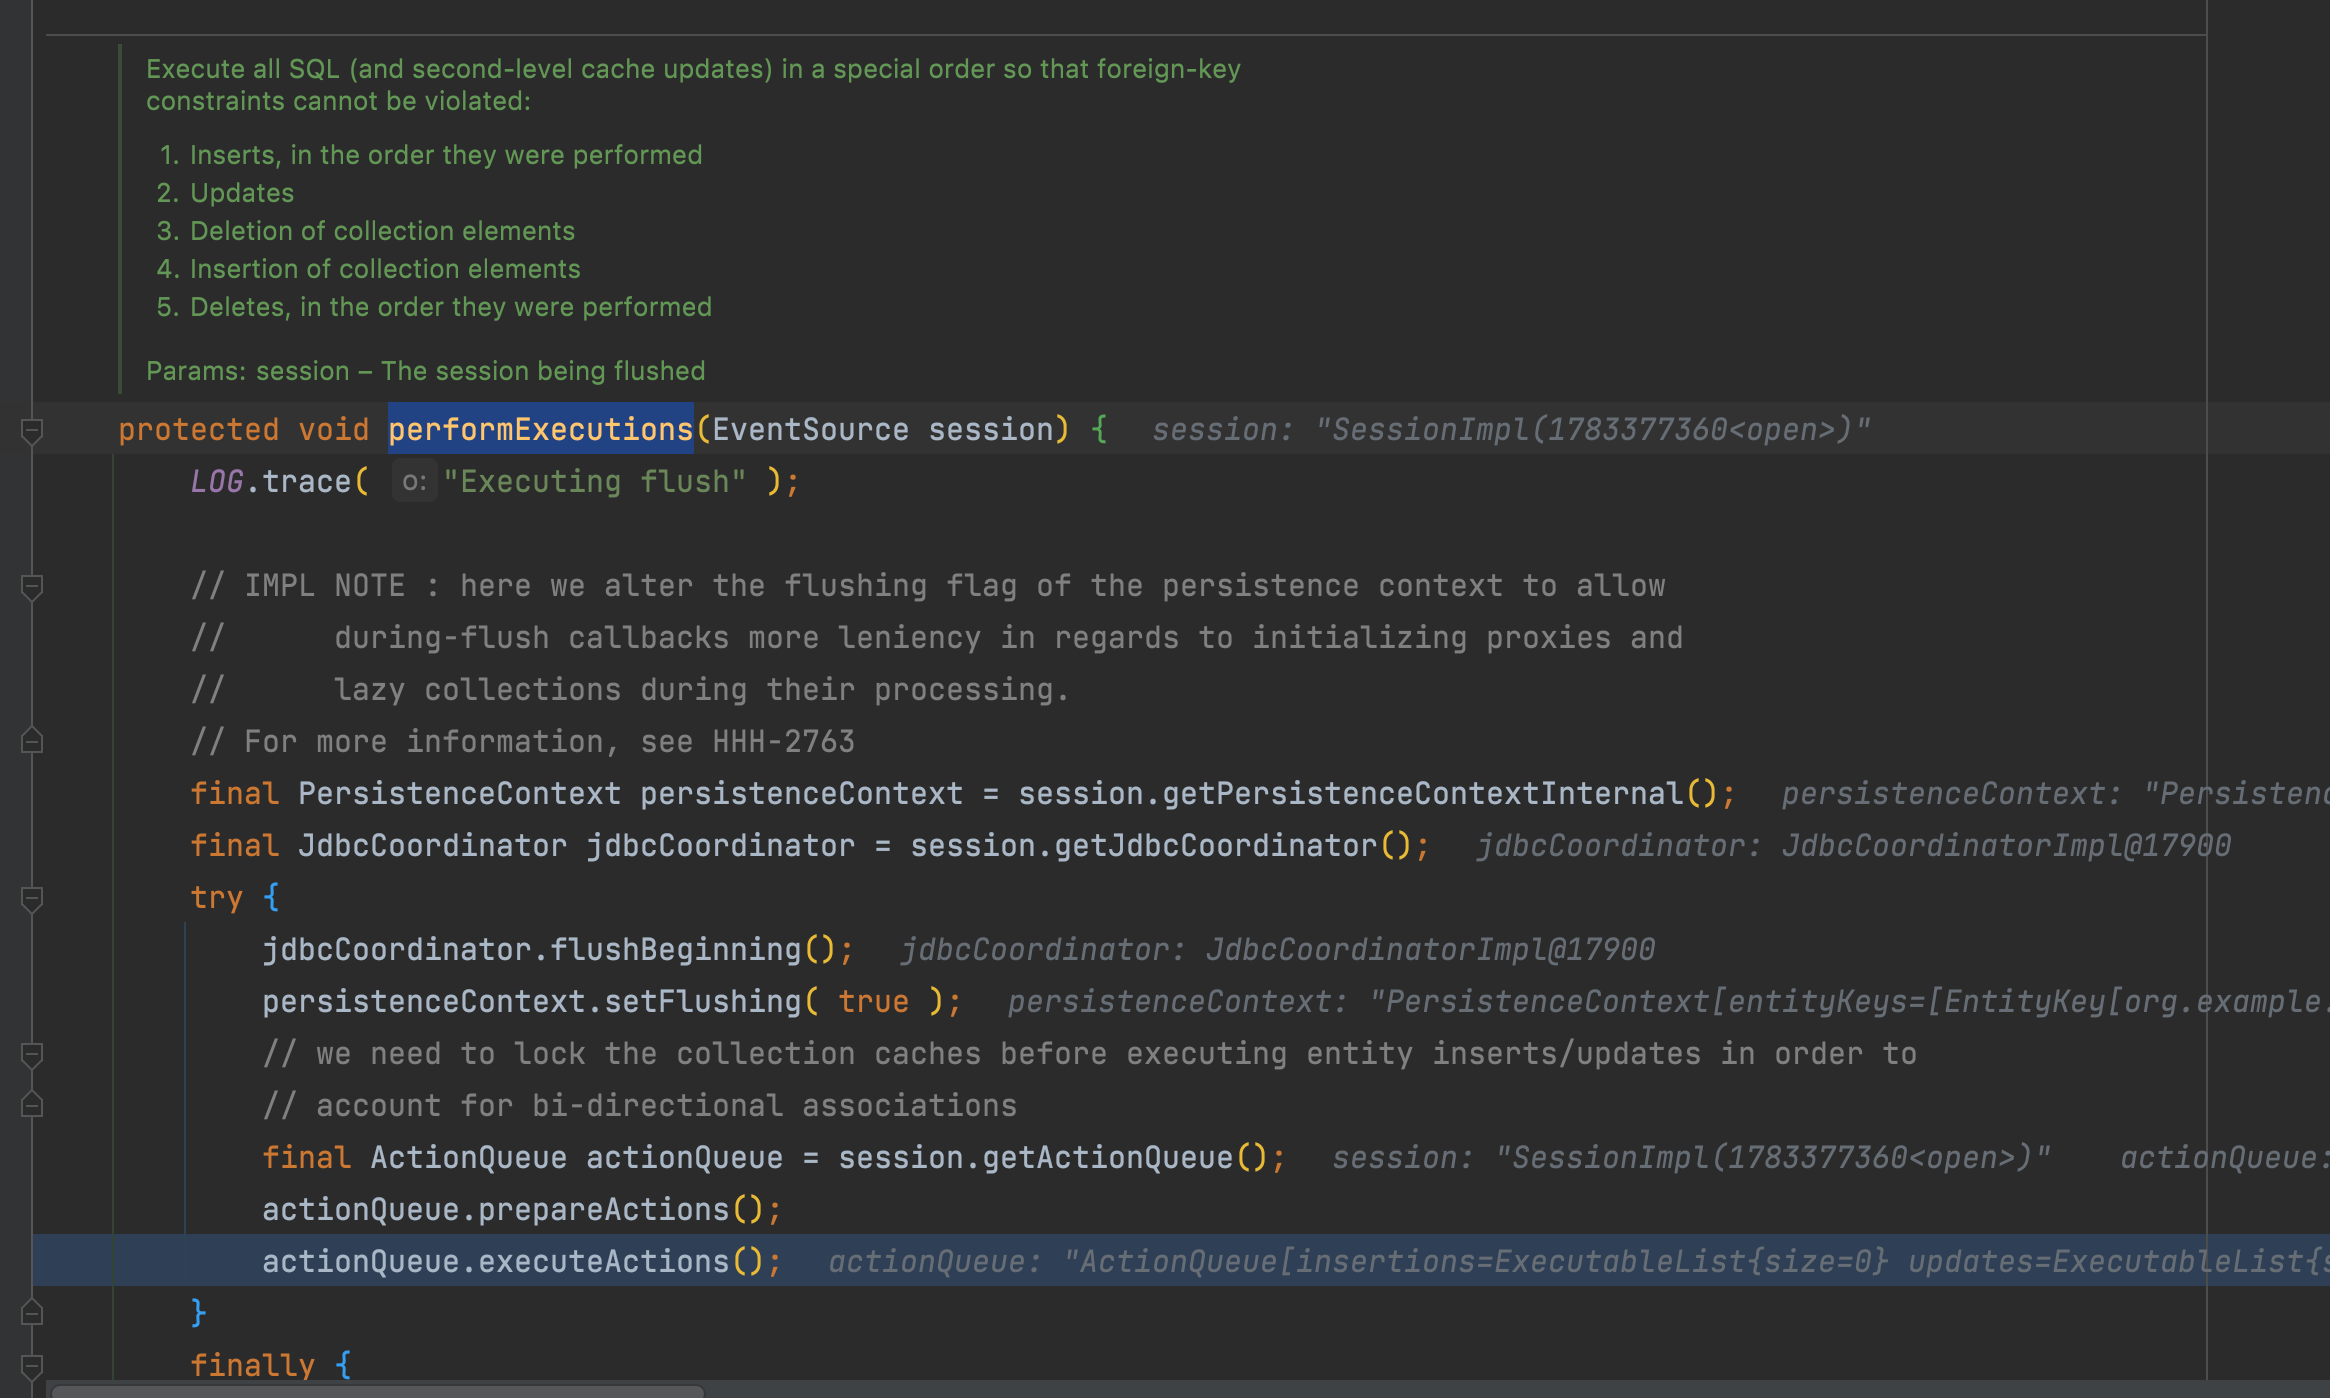 Execute all SQL (and second-level cache updates) in a special order so that foreign-key
constraints cannot be violated:
1. Inserts, in the order they were performed
2. Updates
3. Deletion of collection elements
4. Insertion of collection elements
5. Deletes, in the order they were performed
Params: session – The session being flushed
protected void performExecutions(EventSource session) { session: "SessionImpl(1783377360<open>)"
LOG.trace( o: "Executing flush" );
// IMPL NOTE : here we alter the flushing flag of the persistence context to allow
// during-flush callbacks more leniency in regards to initializing proxies and
// lazy collections during their processing.
// For more information, see HHH-2763
final PersistenceContext persistenceContext = session.getPersistenceContextInternal(); persistenceContext: "Persistenc
final JdbcCoordinator jdbcCoordinator = session.getJdbcCoordinator(); jdbcCoordinator: JdbcCoordinatorImpl@17900
try {
jdbcCoordinator.flushBeginning(); jdbcCoordinator: JdbcCoordinatorImpl@17900
persistenceContext.setFlushing( true ); persistenceContext: "PersistenceContext[entityKeys=[EntityKey[org.example.
// we need to lock the collection caches before executing entity inserts/updates in order to
// account for bi-directional associations
final ActionQueue actionQueue = session.getActionQueue(); session: "SessionImpl(1783377360<open>)" actionQueue:
actionQueue.prepareActions();
actionQueue.executeActions(); actionQueue: "ActionQueue[insertions=ExecutableList{size=0} updates=ExecutableList{s
}
finally {